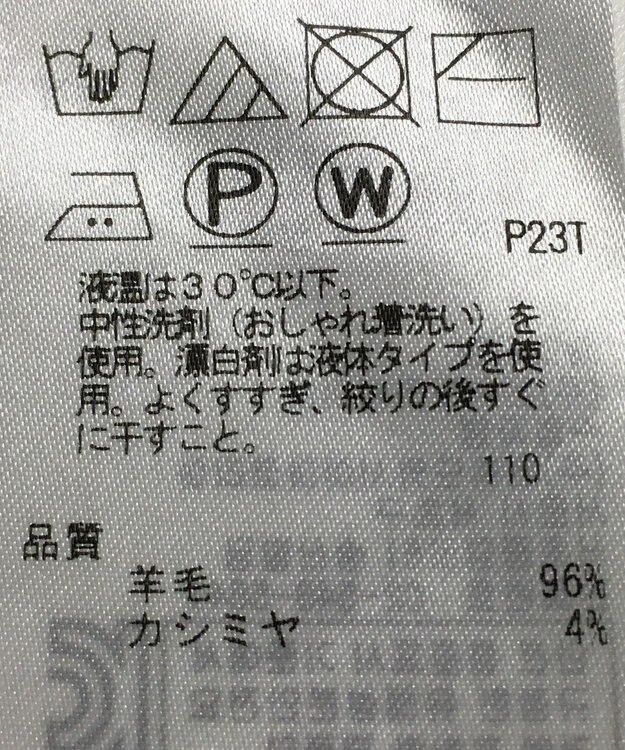 P W
P23T
液温は30℃以下。
中性洗剤（おしゃれ着洗い）を
使用。漂白剤は液体タイプを使
用。よくすすぎ、絞りの後すぐ
に干すこと。
110
品質
羊毛 96%
カシミヤ 4%